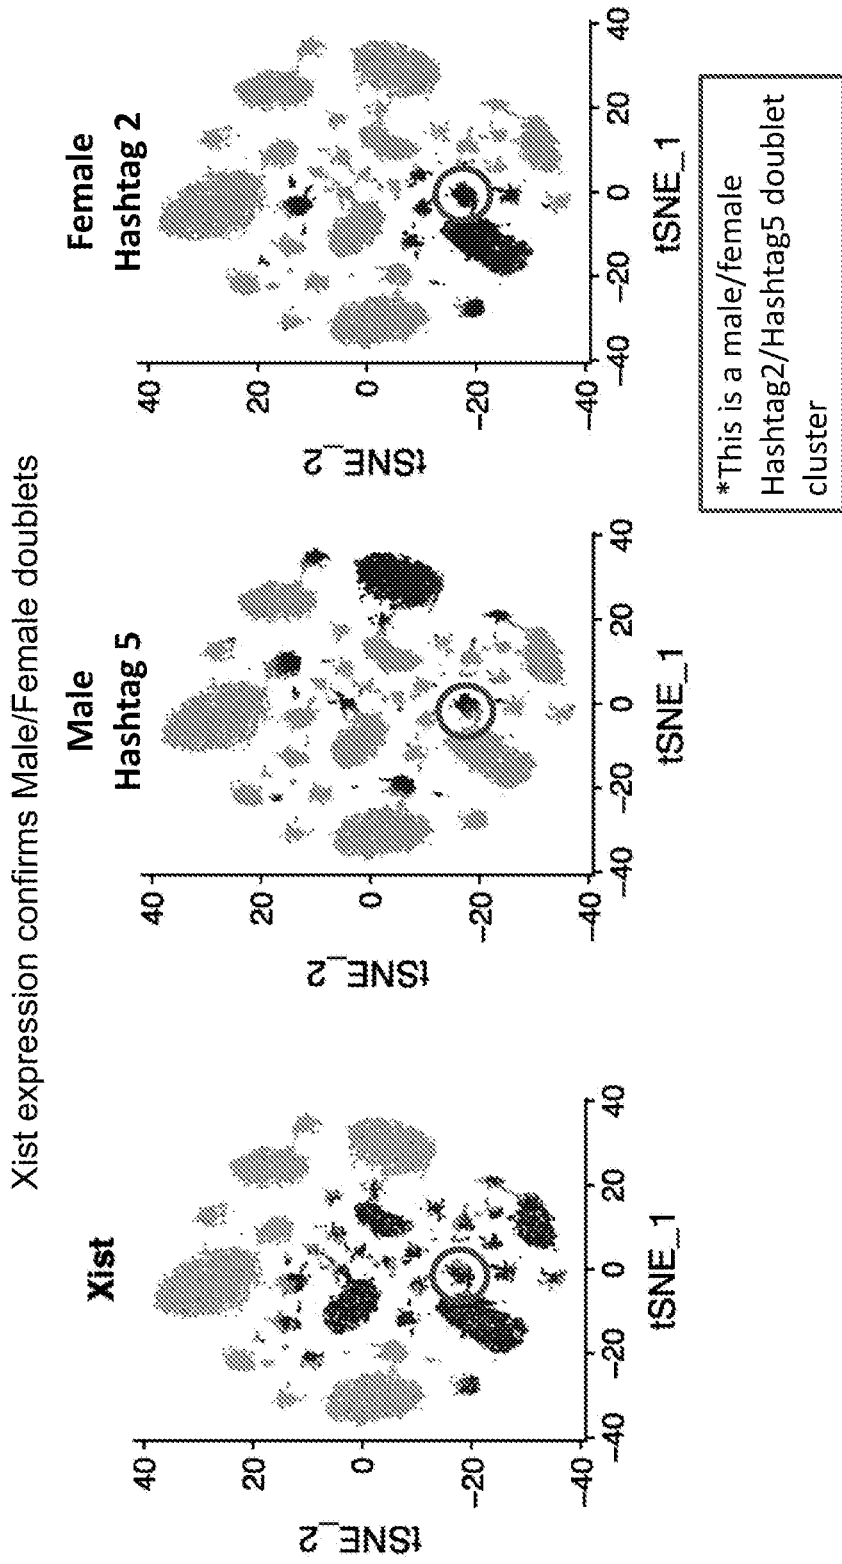 Xist expression confirms Male/Female doublets
Xist
tSNE_2
40
20
0
−20
−40
−40
−20
0
20
40
tSNE_1
Male
Hashtag 5
tSNE_2
40
20
0
−20
−40
−40
−20
0
20
40
tSNE_1
Female
Hashtag 2
tSNE_2
40
20
0
−20
−40
−40
−20
0
20
40
tSNE_1
*This is a male/female
Hashtag2/Hashtag5 doublet
cluster